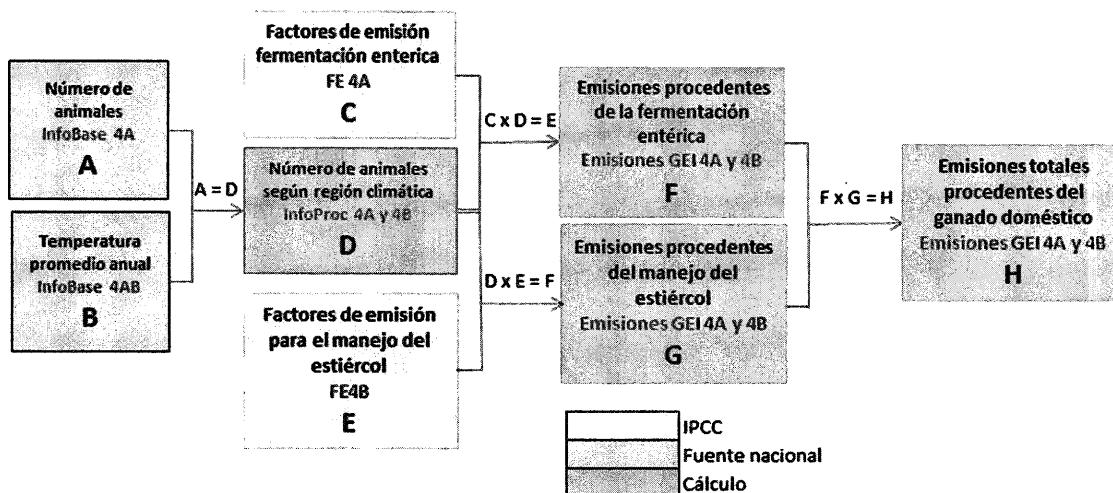 Número de
animales
InfoBase 4A
A
Temperatura
promedio anual
InfoBase 4AB
B
A = D
Factores de emisión
fermentación enterica
FE 4A
C
Número de animales
según región climática
InfoProc 4A y 4B
D
Factores de emisión
para el manejo del
estiércol
FE4B
E
C x D = E
D x E = F
Emisiones procedentes
de la fermentación
entérica
Emisiones GEI 4A y 4B
F
Emisiones procedentes
del manejo del
estiércol
Emisiones GEI 4A y 4B
G
F x G = H
Emisiones totales
procedentes del
ganado doméstico
Emisiones GEI 4A y 4B
H
IPCC
Fuente nacional
Cálculo